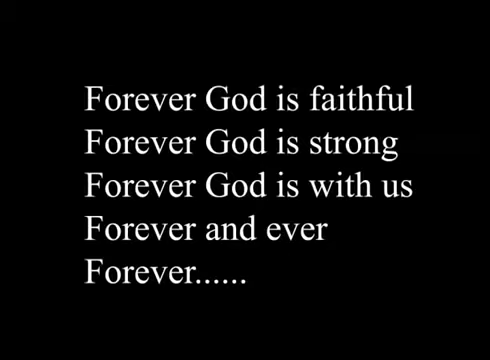 Forever God is faithful
Forever God is strong
Forever God is with us
Forever and ever
Forever......